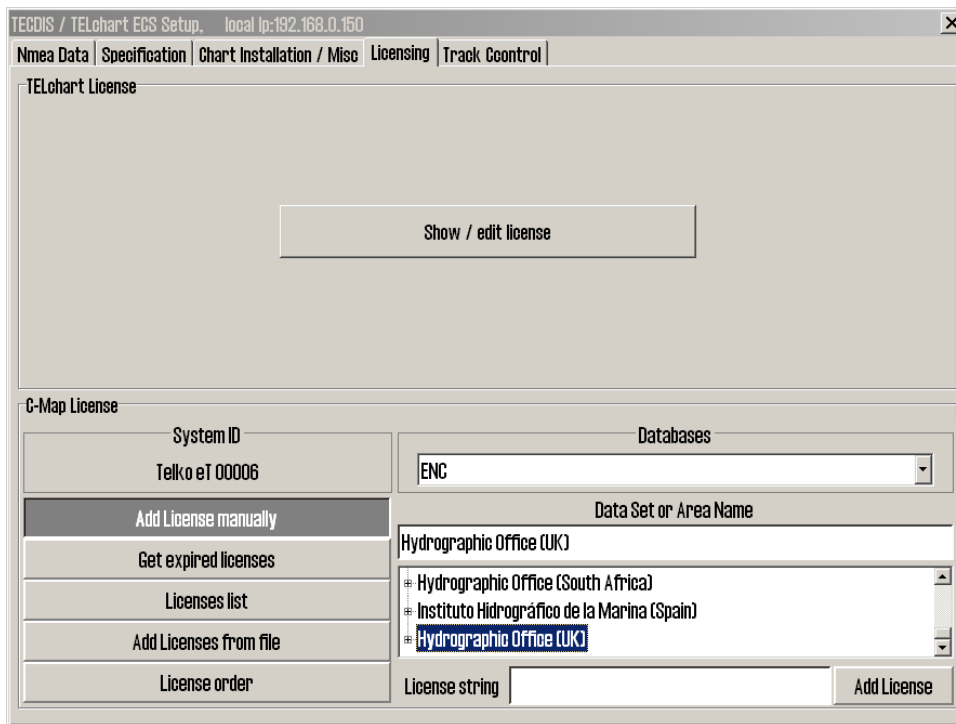 TECDIS / TELchart ECS Setup, local Ip:192.168.0.150
Nmea Data Specification Chart Installation / Misc Licensing Track Ccontrol
TELchart License
Show / edit license
C-Map License
System ID
Telko eT 00006
Add License manually
Get expired licenses
Licenses list
Add Licenses from file
License order
Databases
ENC
Data Set or Area Name
Hydrographic Office (UK)
Hydrographic Office (South Africa)
Instituto Hidrográfico de la Marina (Spain)
Hydrographic Office (UK)
License string
Add License